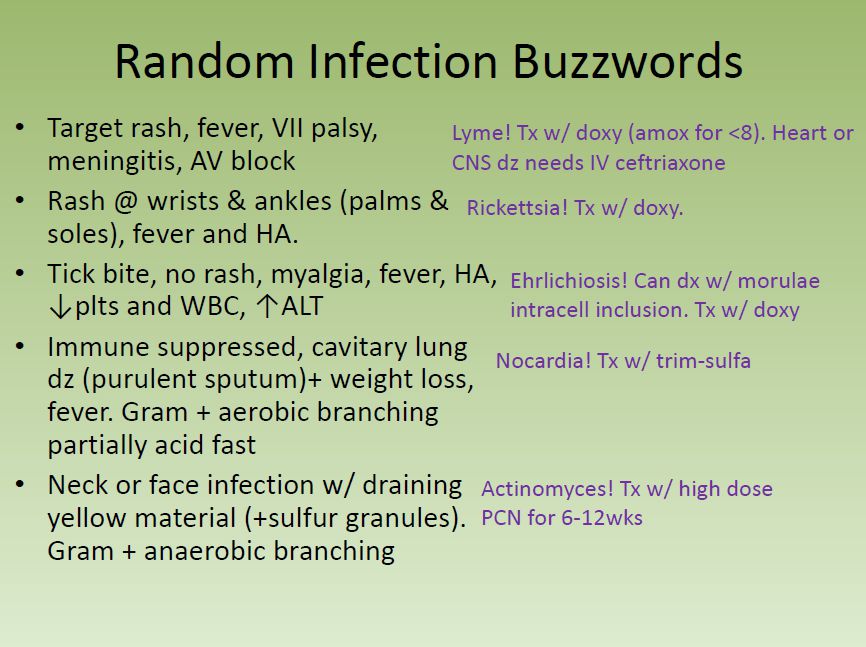 Random Infection Buzzwords
• Target rash, fever, VII palsy,
meningitis, AV block
Lyme! Tx w/ doxy (amox for <8). Heart or
CNS dz needs IV ceftriaxone
• Rash @ wrists & ankles (palms &
soles), fever and HA.
Rickettsia! Tx w/ doxy.
• Tick bite, no rash, myalgia, fever, HA,
↓plts and WBC, ↑ALT
Ehrlichiosis! Can dx w/ morulae
intracell inclusion. Tx w/ doxy
• Immune suppressed, cavitary lung
dz (purulent sputum)+ weight loss,
fever. Gram + aerobic branching
partially acid fast
Nocardia! Tx w/ trim-sulfa
• Neck or face infection w/ draining
yellow material (+sulfur granules).
Gram + anaerobic branching
Actinomyces! Tx w/ high dose
PCN for 6-12wks